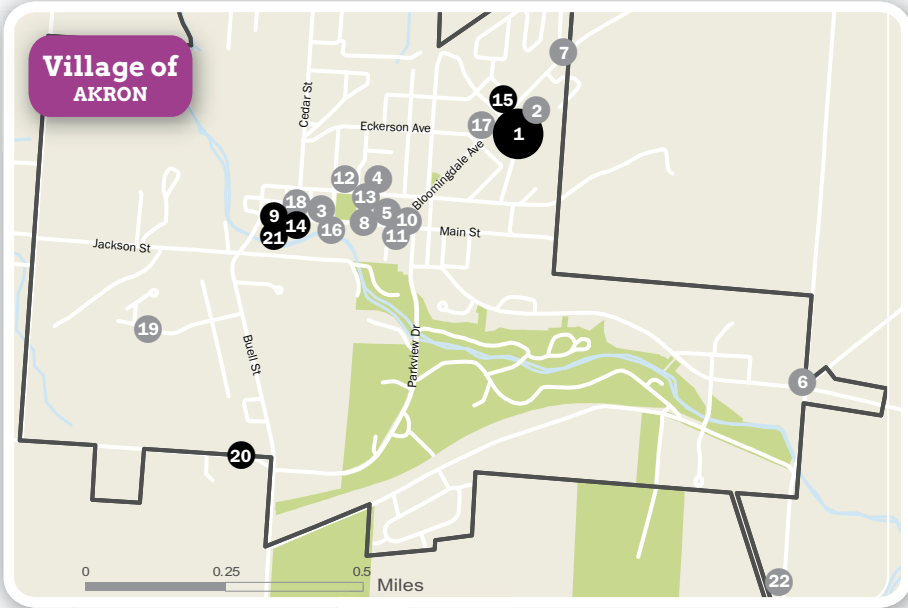 Village of
AKRON
7
15
2
17
1
Cedar St
Eckerson Ave
Bloomingdale Ave
12
4
13
18
3
5
9
14
8
10
21
16
11
Main St
Jackson St
19
Buell St
Parkview Dr
6
20
22
0 0.25 0.5
Miles